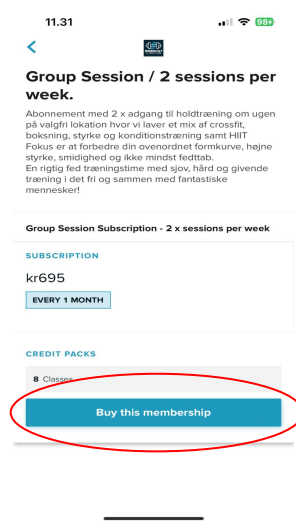 11.31
98
Group Session / 2 sessions per
week.
Abonnement med 2 x adgang til holdtræning om ugen
på valgfri lokation hvor vi laver et mix af crossfit,
boksning, styrke og konditionstræning samt HIIT
Fokus er at forbedre din overordnet formkurve, højne
styrke, smidighed og ikke mindst fedttab.
En rigtig fed træningstime med sjov, hård og givende
træning i det fri og sammen med fantastiske
mennesker!
Group Session Subscription - 2 x sessions per week
SUBSCRIPTION
kr695
EVERY 1 MONTH
CREDIT PACKS
8 Classes
Buy this membership